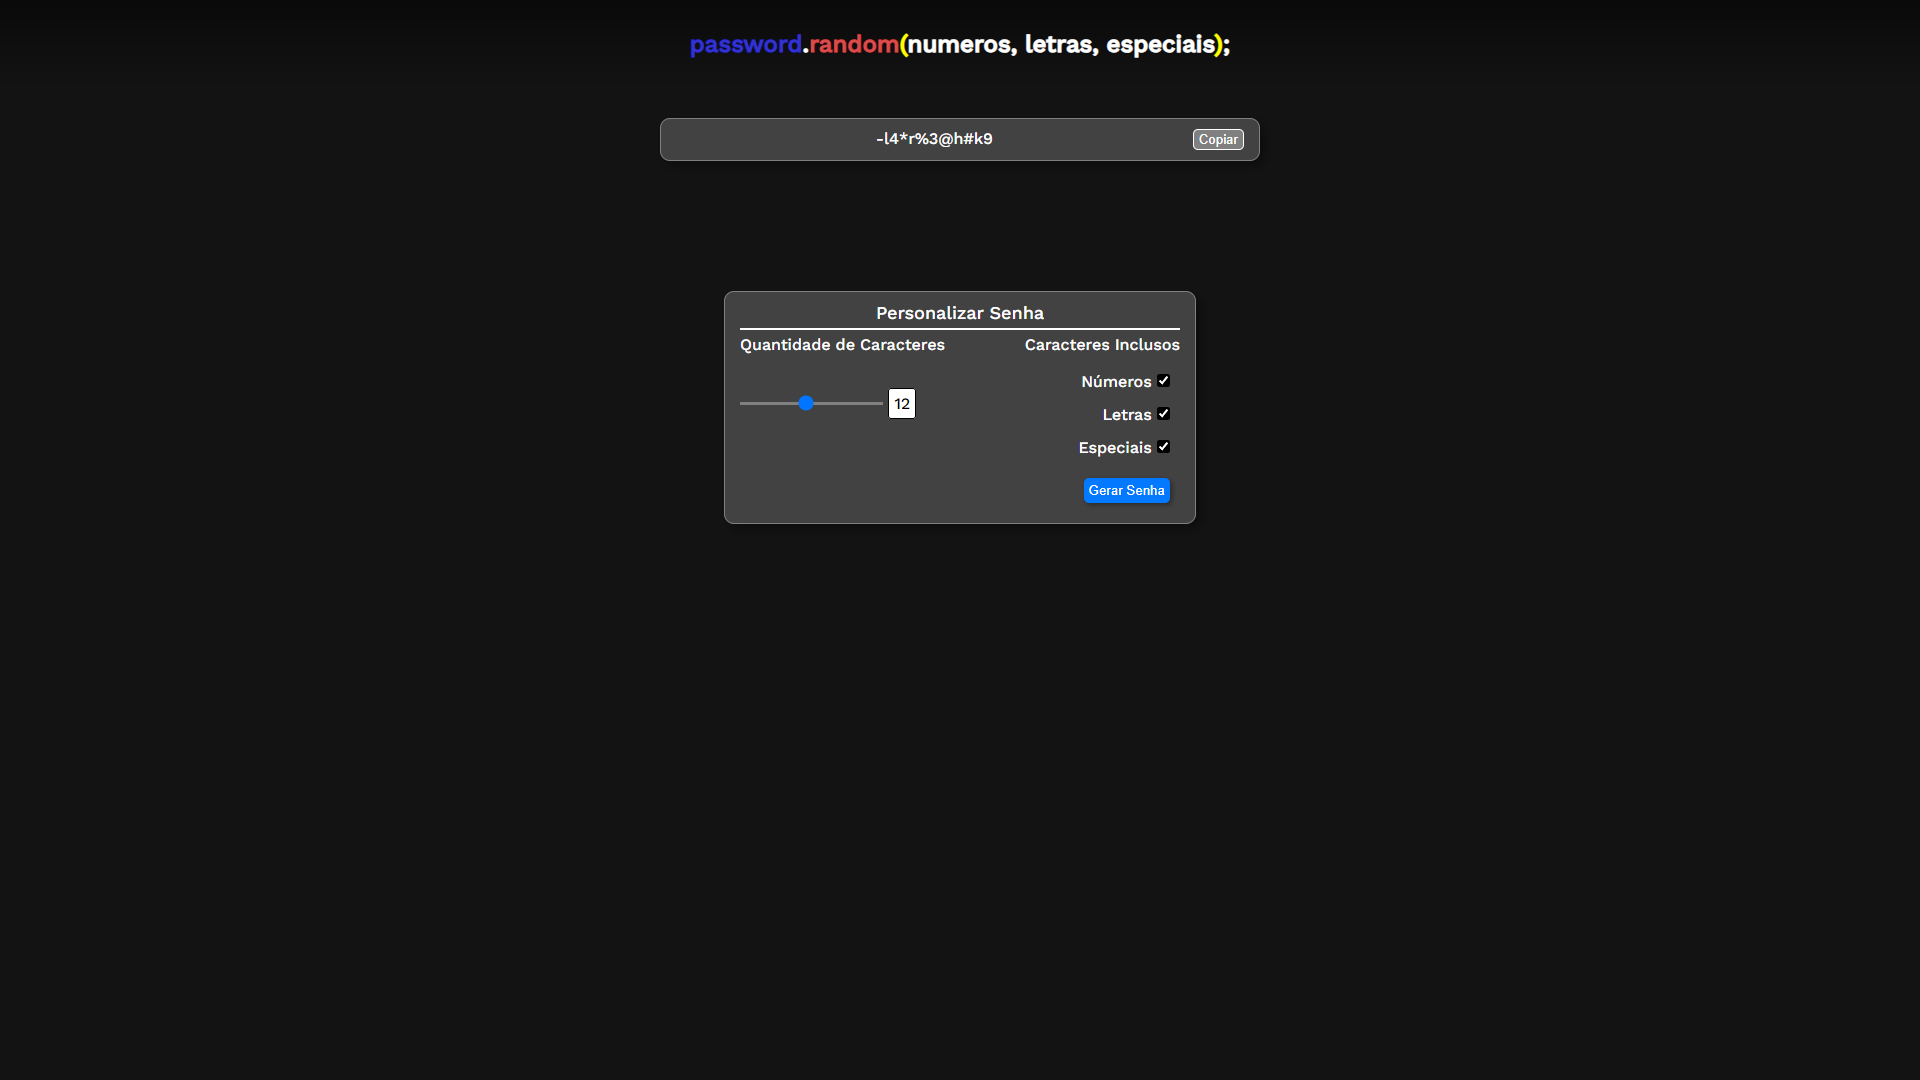 password.random(numeros, letras, especiais);
-l4*r%3@h#k9 Copiar
Personalizar Senha
Quantidade de Caracteres
12
Caracteres Inclusos
Números
Letras
Especiais
Gerar Senha